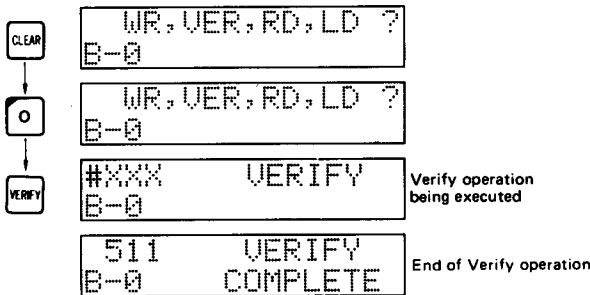 CLEAR
WR,VER,RD,LD ?
B-0
0
WR,VER,RD,LD ?
B-0
VERIFY
#XXX VERIFY
B-0
Verify operation
being executed
511 VERIFY
B-0 COMPLETE
End of Verify operation